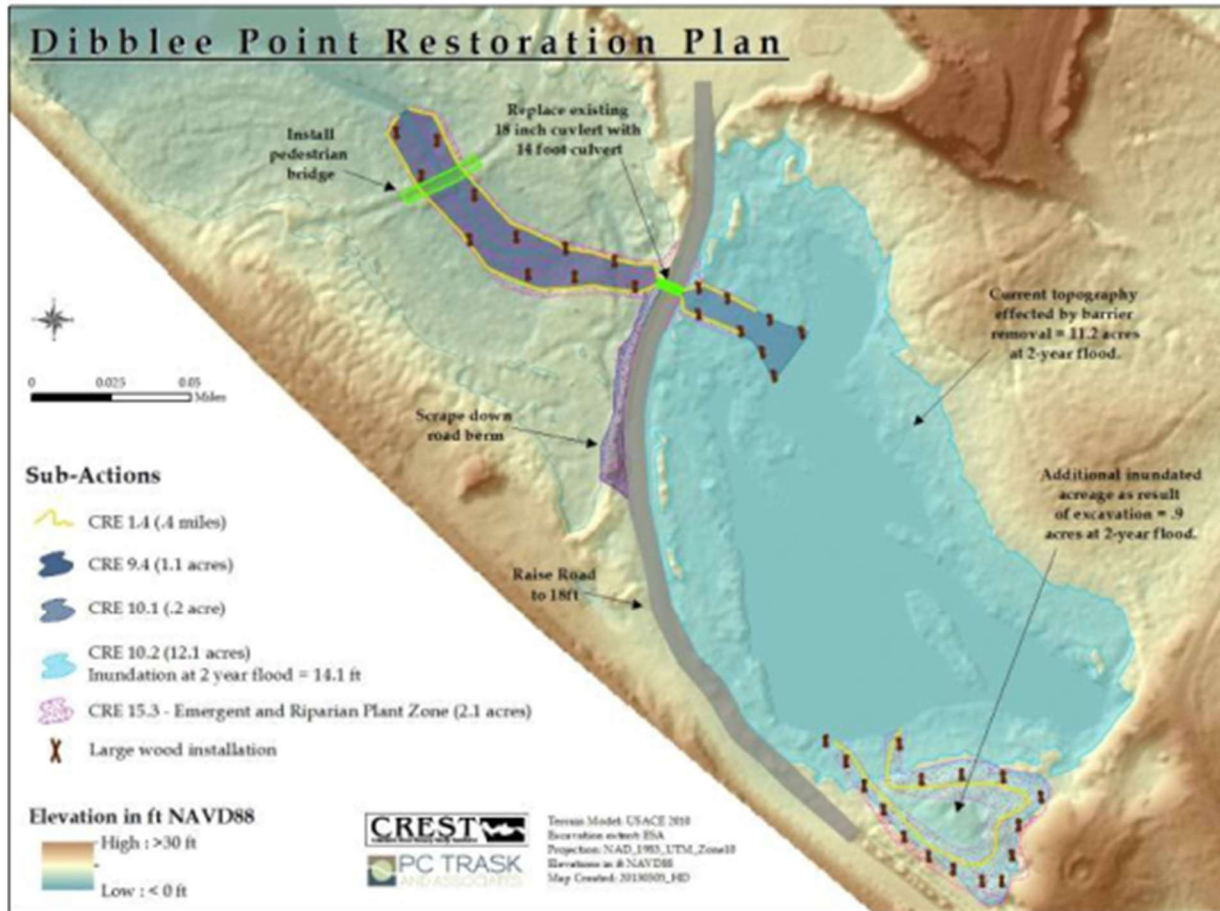 Dibblee Point Restoration Plan
Install
pedestrian
bridge
Replace existing
18 inch cuvlert with
14 foot culvert
Current topography
effected by barrier
removal = 11.2 acres
at 2-year flood.
0
0.025
0.05
Miles
Scrape down
road berm
Additional inundated
acreage as result
of excavation = .9
acres at 2-year flood.
Raise Road
to 18ft
Sub-Actions
CRE 1.4 (.4 miles)
CRE 9.4 (1.1 acres)
CRE 10.1 (.2 acre)
CRE 10.2 (12.1 acres)
Inundation at 2 year flood = 14.1 ft
CRE 15.3 - Emergent and Riparian Plant Zone (2.1 acres)
Large wood installation
Elevation in ft NAVD88
High : >30 ft
Low : < 0 ft
CREST
PC TRASK
AND ASSOCIATES
Terrain Model: USACE 2010
Excavation extent: ESA
Projection: NAD_1983_UTM_Zone10
Elevations in ft NAVD88
Map Created: 20130305_HD